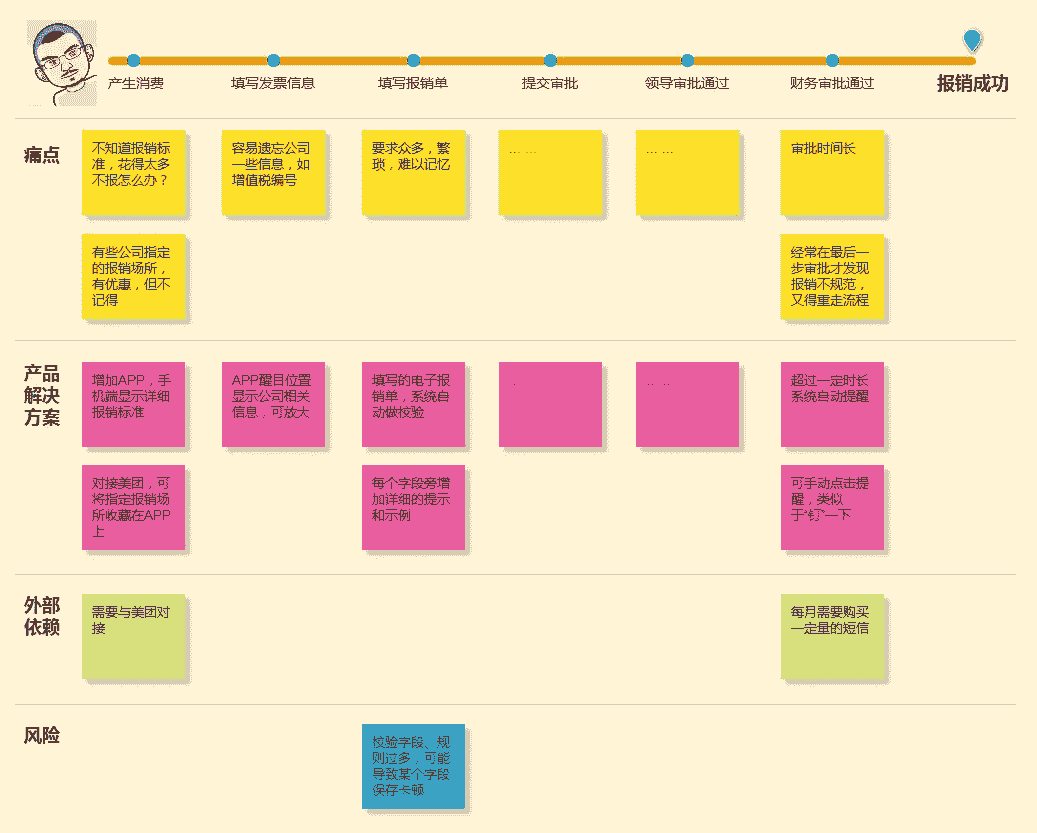 产生消费
填写发票信息
填写报销单
提交审批
领导审批通过
财务审批通过
报销成功
痛点
不知道报销标
准，花得太多
不报怎么办？
容易遗忘公司
一些信息，如
增值税编号
要求众多，繁
琐，难以记忆
... ...
... ...
审批时间长
有些公司指定
的报销场所，
有优惠，但不
记得
经常在最后一
步审批才发现
报销不规范，
又得重走流程
产品
解决
方案
增加APP，手
机端显示详细
报销标准
APP醒目位置
显示公司相关
信息，可放大
填写的电子报
销单，系统自
动做校验
.
... ...
超过一定时长
系统自动提醒
对接美团，可
将指定报销场
所收藏在APP
上
每个字段旁增
加详细的提示
和示例
可手动点击提
醒，类似
于“钉”一下
外部
依赖
需要与美团对
接
每月需要购买
一定量的短信
风险
校验字段、规
则过多，可能
导致某个字段
保存卡顿